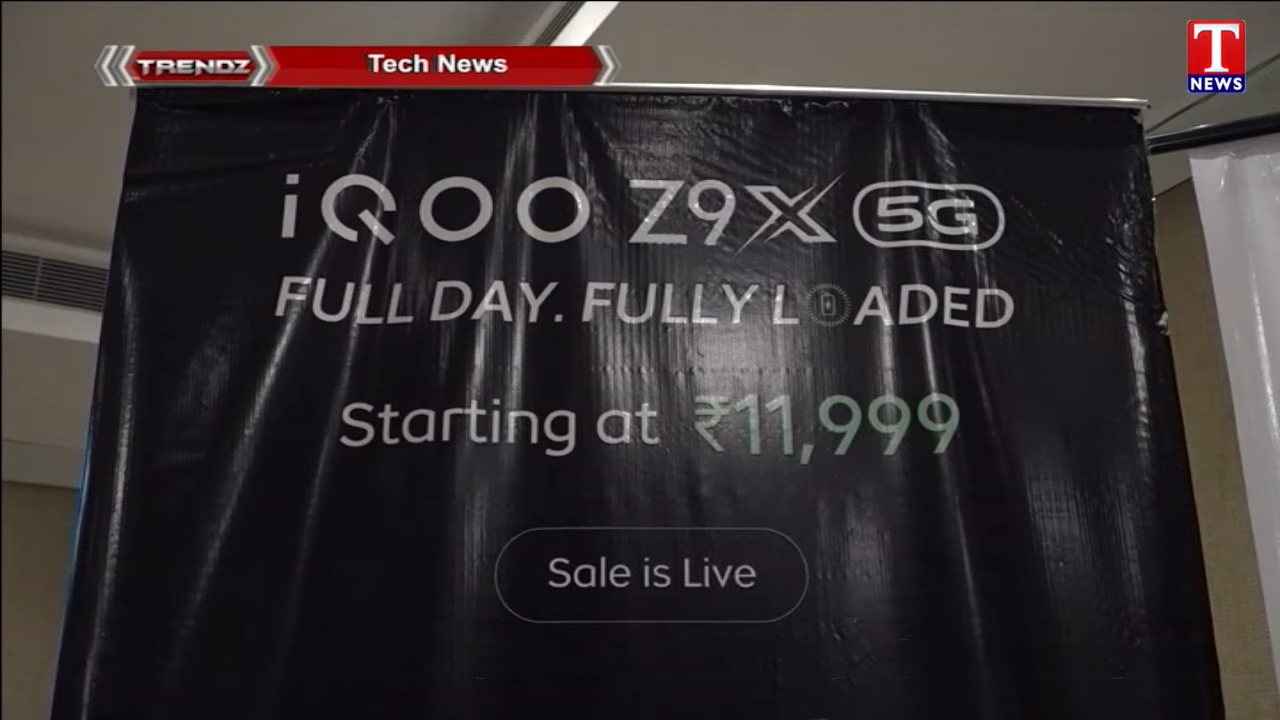 TRENDZ
Tech News
T
NEWS
iQOO Z9X 5G
FULL DAY. FULLY LOADED
Starting at ₹11,999
Sale is Live